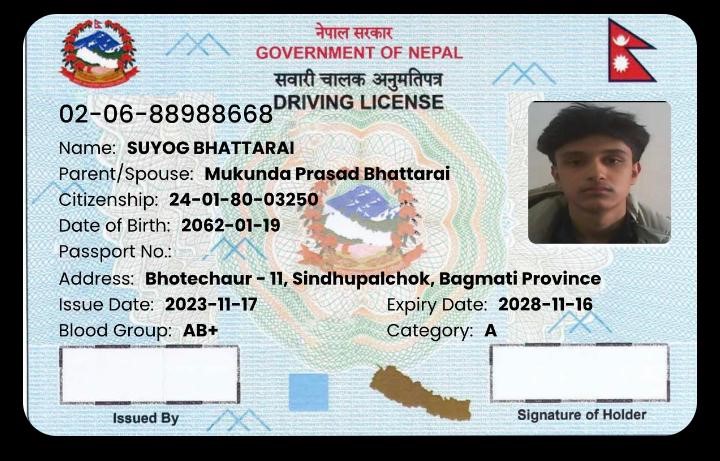 नेपाल सरकार
GOVERNMENT OF NEPAL
सवारी चालक अनुमतिपत्र
DRIVING LICENSE
02-06-88988668
Name: SUYOG BHATTARAI
Parent/Spouse: Mukunda Prasad Bhattarai
Citizenship: 24-01-80-03250
Date of Birth: 2062-01-19
Passport No.:
Address: Bhotechaur - 11, Sindhupalchok, Bagmati Province
Issue Date: 2023-11-17 Expiry Date: 2028-11-16
Blood Group: AB+ Category: A
Issued By Signature of Holder